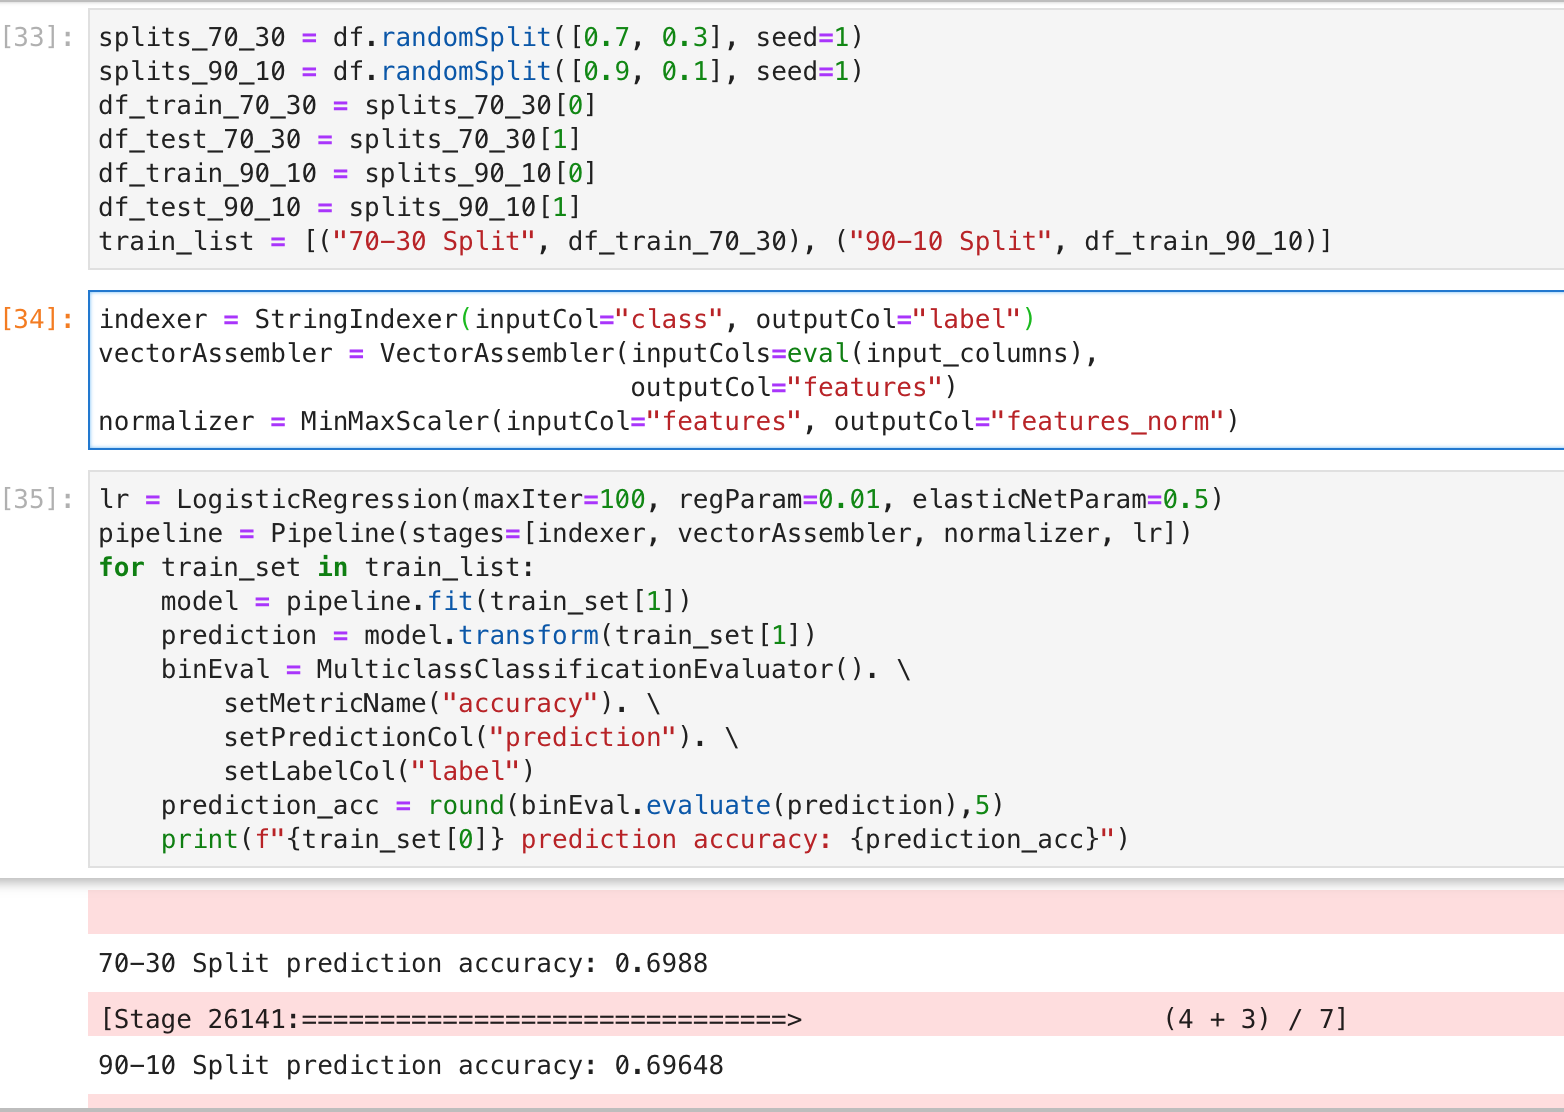 [33]:
splits_70_30 = df.randomSplit([0.7, 0.3], seed=1)
splits_90_10 = df.randomSplit([0.9, 0.1], seed=1)
df_train_70_30 = splits_70_30[0]
df_test_70_30 = splits_70_30[1]
df_train_90_10 = splits_90_10[0]
df_test_90_10 = splits_90_10[1]
train_list = [("70-30 Split", df_train_70_30), ("90-10 Split", df_train_90_10)]
[34]:
indexer = StringIndexer(inputCol="class", outputCol="label")
vectorAssembler = VectorAssembler(inputCols=eval(input_columns),
                                  outputCol="features")
normalizer = MinMaxScaler(inputCol="features", outputCol="features_norm")
[35]:
lr = LogisticRegression(maxIter=100, regParam=0.01, elasticNetParam=0.5)
pipeline = Pipeline(stages=[indexer, vectorAssembler, normalizer, lr])
for train_set in train_list:
    model = pipeline.fit(train_set[1])
    prediction = model.transform(train_set[1])
    binEval = MulticlassClassificationEvaluator(). \
        setMetricName("accuracy"). \
        setPredictionCol("prediction"). \
        setLabelCol("label")
    prediction_acc = round(binEval.evaluate(prediction),5)
    print(f"{train_set[0]} prediction accuracy: {prediction_acc}")
70-30 Split prediction accuracy: 0.6988
[Stage 26141:===============================>                       (4 + 3) / 7]
90-10 Split prediction accuracy: 0.69648